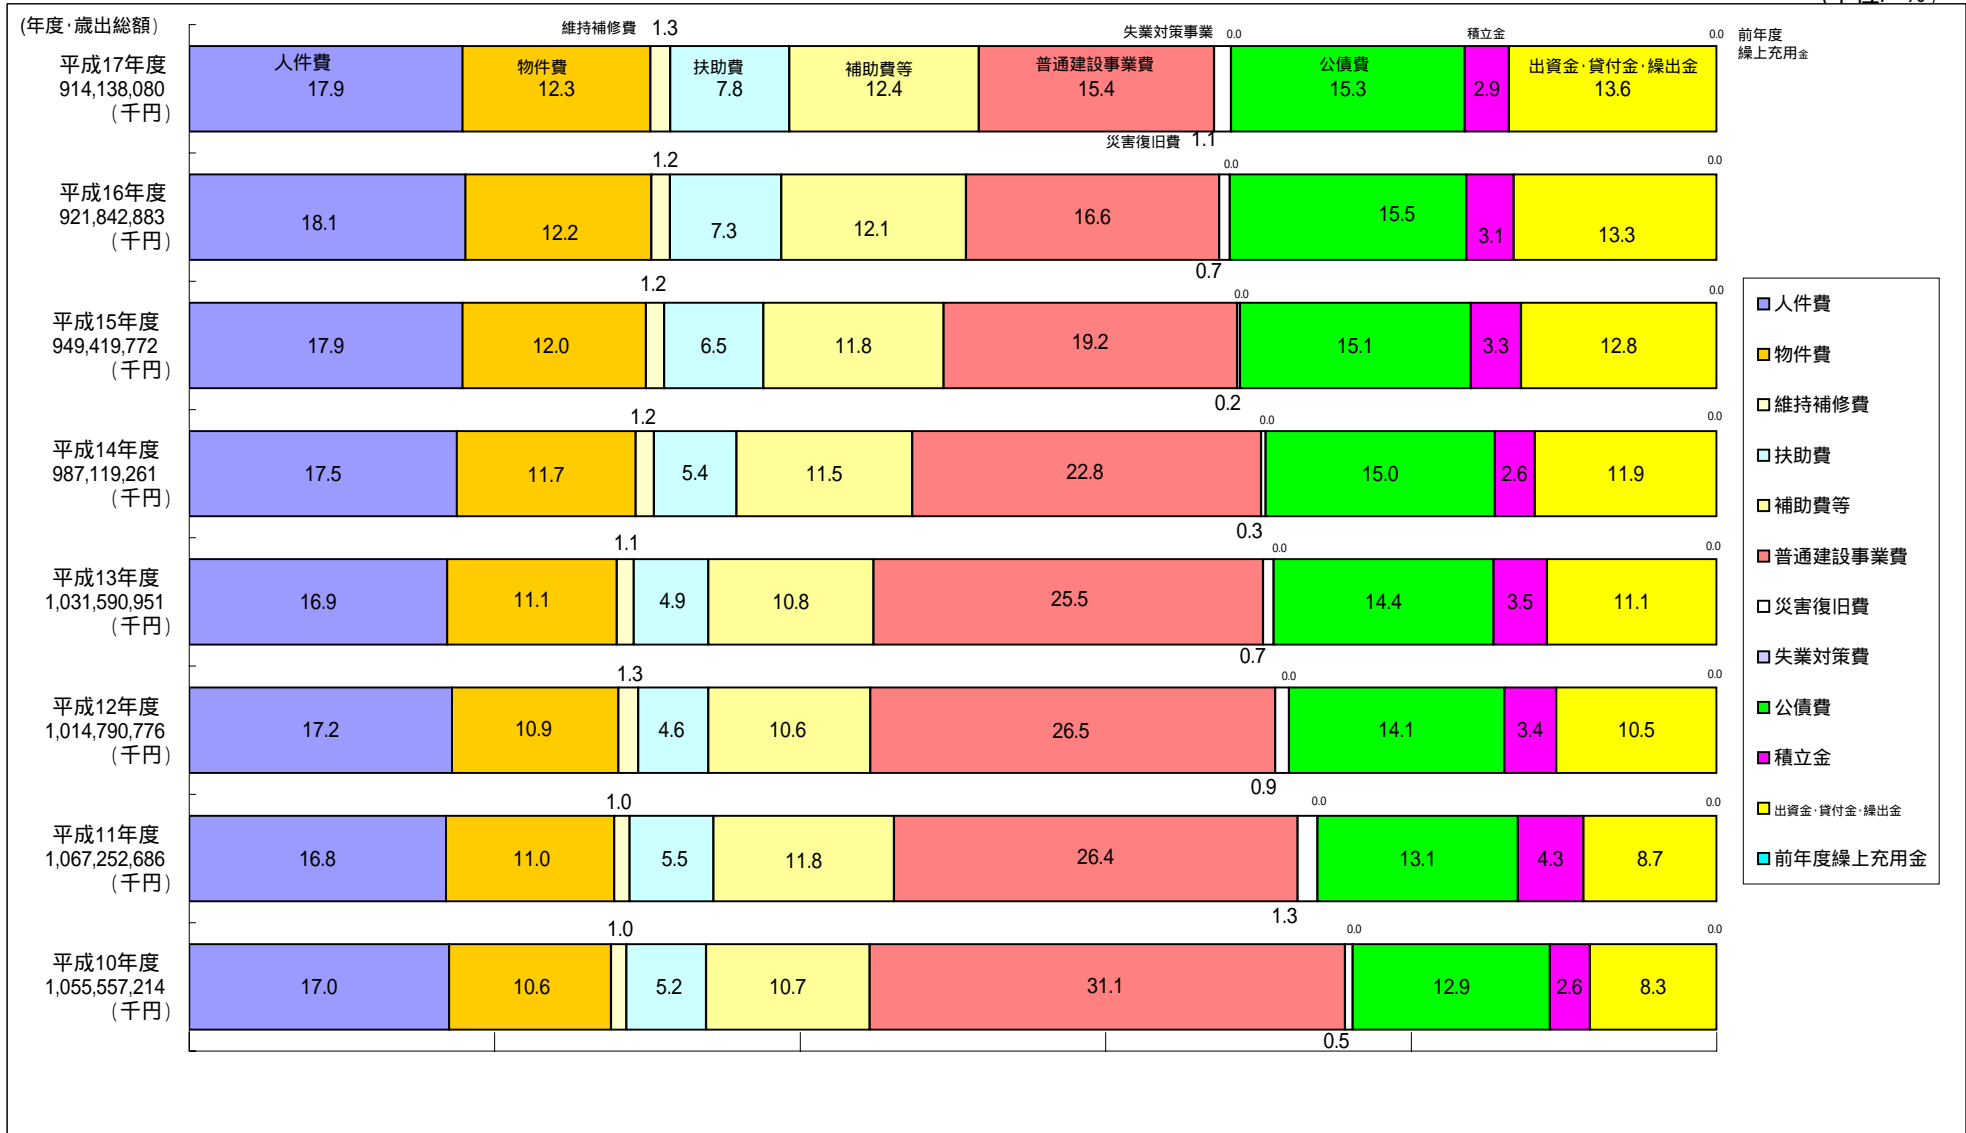 (年度･歳出総額)
維持補修費 1.3
失業対策事業 0.0
積立金
0.0
前年度
繰上充用金
平成17年度
914,138,080
(千円)
人件費
17.9
物件費
12.3
扶助費
7.8
補助費等
12.4
普通建設事業費
15.4
公債費
15.3
2.9
出資金･貸付金･繰出金
13.6
災害復旧費 1.1
1.2
0.0
0.0
平成16年度
921,842,883
(千円)
18.1
12.2
7.3
12.1
16.6
15.5
3.1
13.3
0.7
1.2
0.0
0.0
平成15年度
949,419,772
(千円)
17.9
12.0
6.5
11.8
19.2
15.1
3.3
12.8
0.2
1.2
0.0
0.0
平成14年度
987,119,261
(千円)
17.5
11.7
5.4
11.5
22.8
15.0
2.6
11.9
0.3
1.1
0.0
0.0
平成13年度
1,031,590,951
(千円)
16.9
11.1
4.9
10.8
25.5
14.4
3.5
11.1
0.7
1.3
0.0
0.0
平成12年度
1,014,790,776
(千円)
17.2
10.9
4.6
10.6
26.5
14.1
3.4
10.5
0.9
1.0
0.0
0.0
平成11年度
1,067,252,686
(千円)
16.8
11.0
5.5
11.8
26.4
13.1
4.3
8.7
1.3
1.0
0.0
0.0
平成10年度
1,055,557,214
(千円)
17.0
10.6
5.2
10.7
31.1
12.9
2.6
8.3
0.5
人件費
物件費
維持補修費
扶助費
補助費等
普通建設事業費
災害復旧費
失業対策費
公債費
積立金
出資金･貸付金･繰出金
前年度繰上充用金